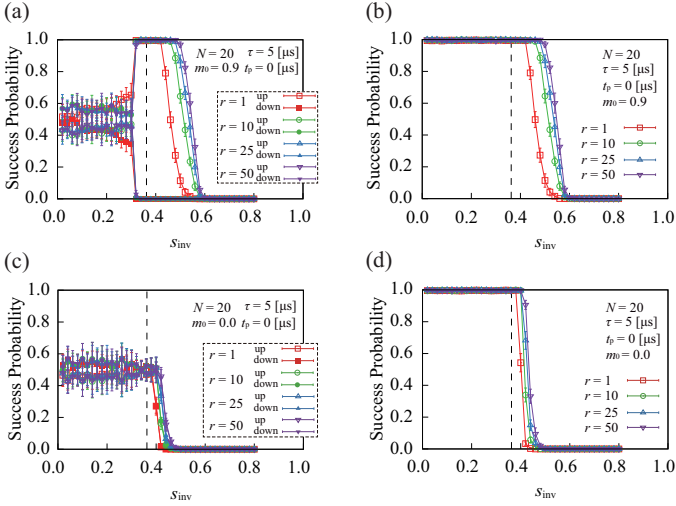 (a)
1.0
0.8
0.6
0.4
0.2
0.0
Success Probability
N = 20 τ = 5 [μs]
m₀ = 0.9 tₚ = 0 [μs]
r = 1 up
down
r = 10 up
down
r = 25 up
down
r = 50 up
down
0.0 0.2 0.4 0.6 0.8 1.0
s_inv
(b)
1.0
0.8
0.6
0.4
0.2
0.0
Success Probability
N = 20
τ = 5 [μs]
tₚ = 0 [μs]
m₀ = 0.9
r = 1
r = 10
r = 25
r = 50
0.0 0.2 0.4 0.6 0.8 1.0
s_inv
(c)
1.0
0.8
0.6
0.4
0.2
0.0
Success Probability
N = 20 τ = 5 [μs]
m₀ = 0.0 tₚ = 0 [μs]
r = 1 up
down
r = 10 up
down
r = 25 up
down
r = 50 up
down
0.0 0.2 0.4 0.6 0.8 1.0
s_inv
(d)
1.0
0.8
0.6
0.4
0.2
0.0
Success Probability
N = 20
τ = 5 [μs]
tₚ = 0 [μs]
m₀ = 0.0
r = 1
r = 10
r = 25
r = 50
0.0 0.2 0.4 0.6 0.8 1.0
s_inv